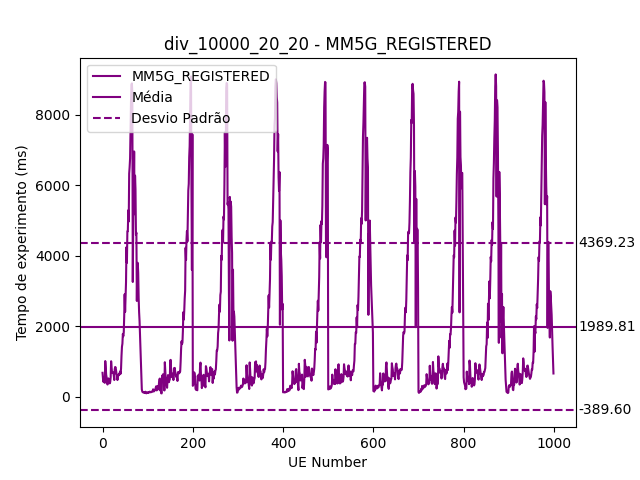 div_10000_20_20 - MM5G_REGISTERED
MM5G_REGISTERED
Média
Desvio Padrão
Tempo de experimento (ms)
8000
6000
4000
2000
0
4369.23
1989.81
-389.60
0
200
400
600
800
1000
UE Number